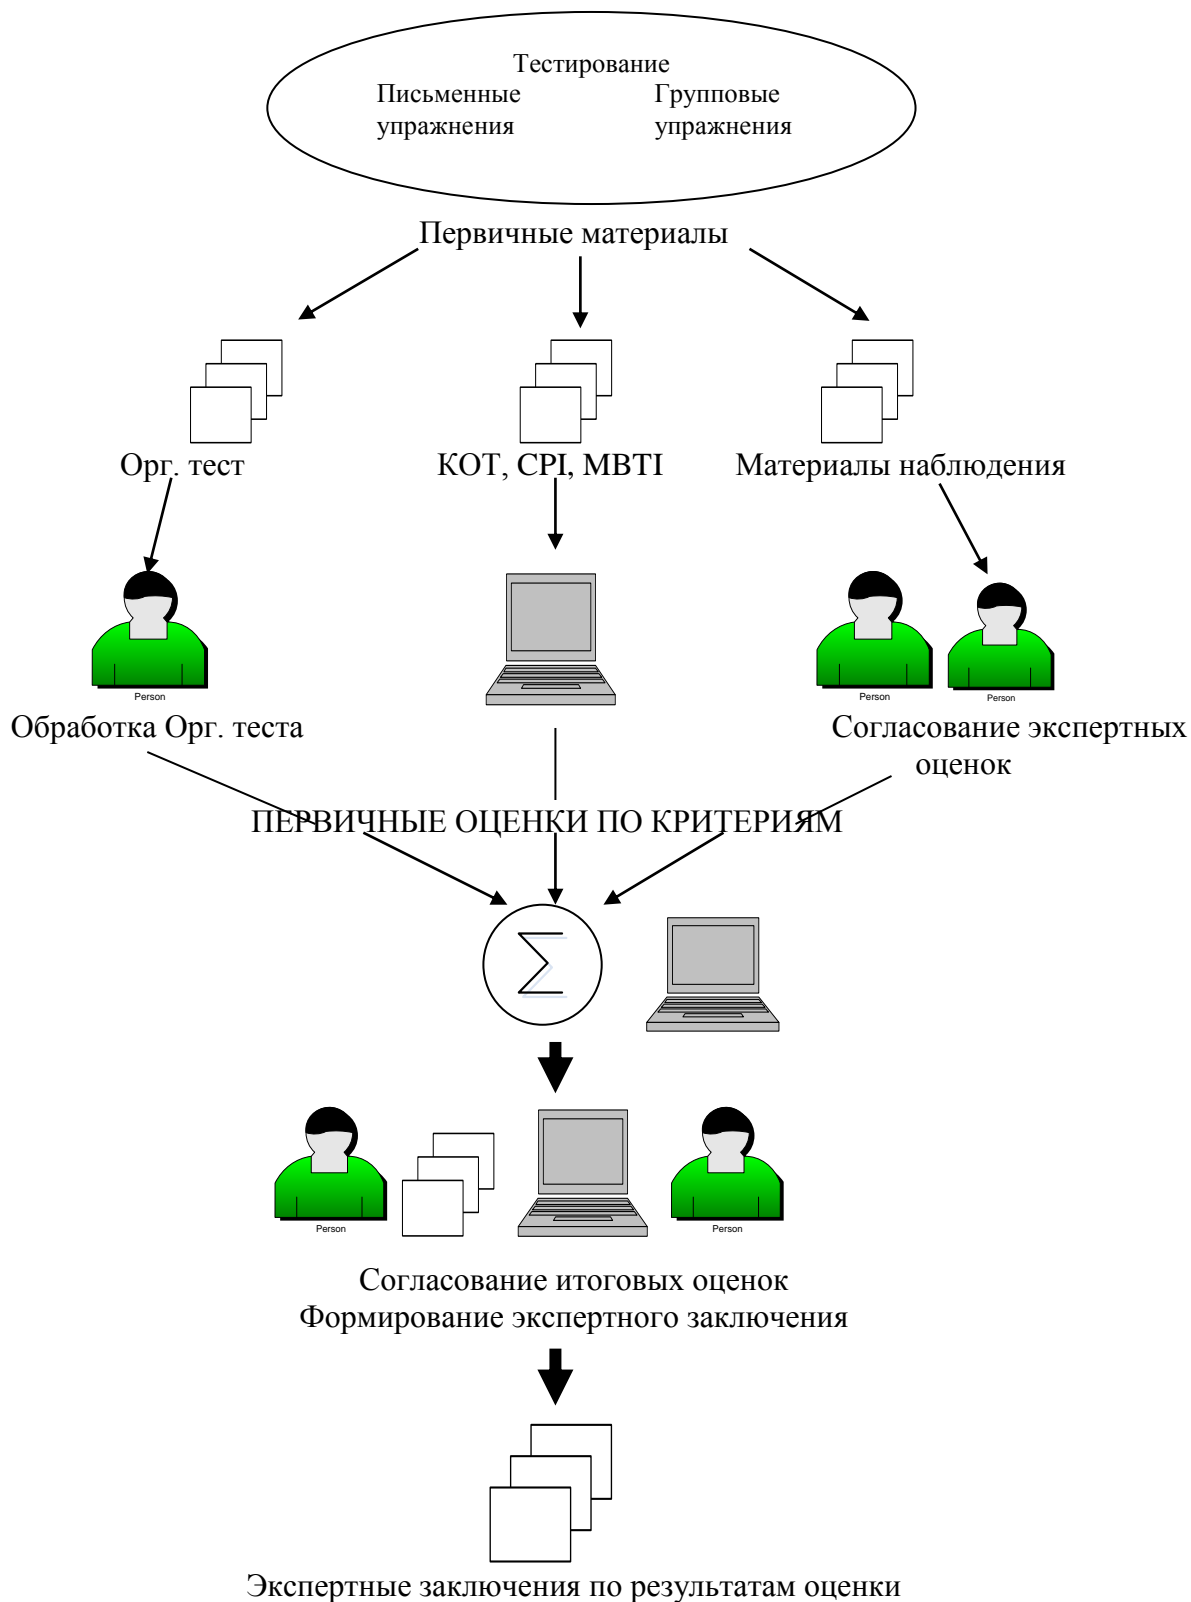 Тестирование
Письменные упражнения
Групповые упражнения
Первичные материалы
Орг. тест
КОТ, CPI, MBTI
Материалы наблюдения
Person
Person
Person
Обработка Орг. теста
Согласование экспертных
оценок
ПЕРВИЧНЫЕ ОЦЕНКИ ПО КРИТЕРИЯМ
Σ
Person
Person
Согласование итоговых оценок
Формирование экспертного заключения
Экспертные заключения по результатам оценки